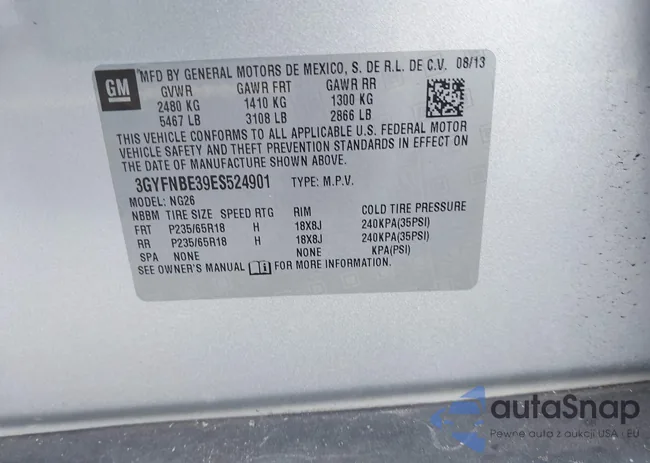 GM
MFD BY GENERAL MOTORS DE MEXICO, S. DE R.L. DE C.V. 08/13
GVWR GAWR FRT GAWR RR
2480 KG 1410 KG 1300 KG
5467 LB 3108 LB 2866 LB
THIS VEHICLE CONFORMS TO ALL APPLICABLE U.S. FEDERAL MOTOR
VEHICLE SAFETY AND THEFT PREVENTION STANDARDS IN EFFECT ON
THE DATE OF MANUFACTURE SHOWN ABOVE.
3GYFNBE39ES524901 TYPE: M.P.V.
MODEL: NG26
NBBM TIRE SIZE SPEED RTG RIM COLD TIRE PRESSURE
FRT P235/65R18 H 18X8J 240KPA(35PSI)
RR P235/65R18 H 18X8J 240KPA(35PSI)
SPA NONE NONE KPA(PSI)
SEE OWNER'S MANUAL FOR MORE INFORMATION.
autaSnap
Pewne auta z aukcji USA - EU